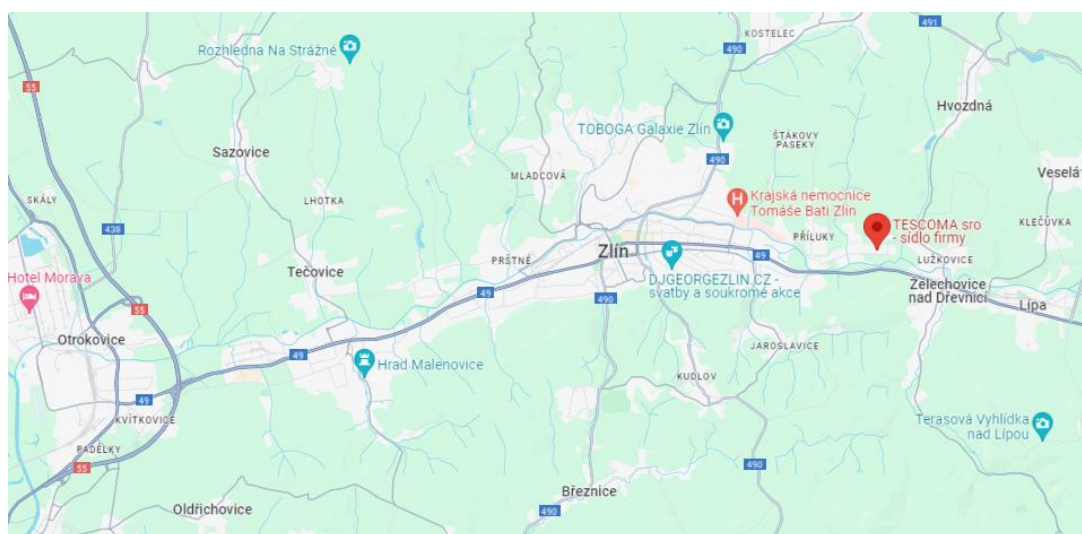 491
KOSTELEC
Rozhledna Na Strážné
490
55
Hvozdná
TOBOGA Galaxie Zlín
ŠTÁKOVY
PASEKY
Sazovice
490
MLADCOVÁ
Veselá
SKÁLY
LHOTKA
Krajská nemocnice
Tomáše Bati Zlín
TESCOMA sro
- sídlo firmy
KLEČŮVKA
438
PŘÍLUKY
Zlín
PRŠTNÉ
49
LUŽKOVICE
Hotel Morava
Tečovice
DJGEORGEZLIN.CZ -
svatby a soukromé akce
Želechovice
nad Dřevnicí
49
490
Lípa
55
Otrokovice
JAROSLAVICE
49
Hrad Malenovice
KUDLOV
49
KVÍTKOVICE
Terasová Vyhlídka
nad Lípou
PADĚLKY
55
490
Březnice
Oldřichovice
490